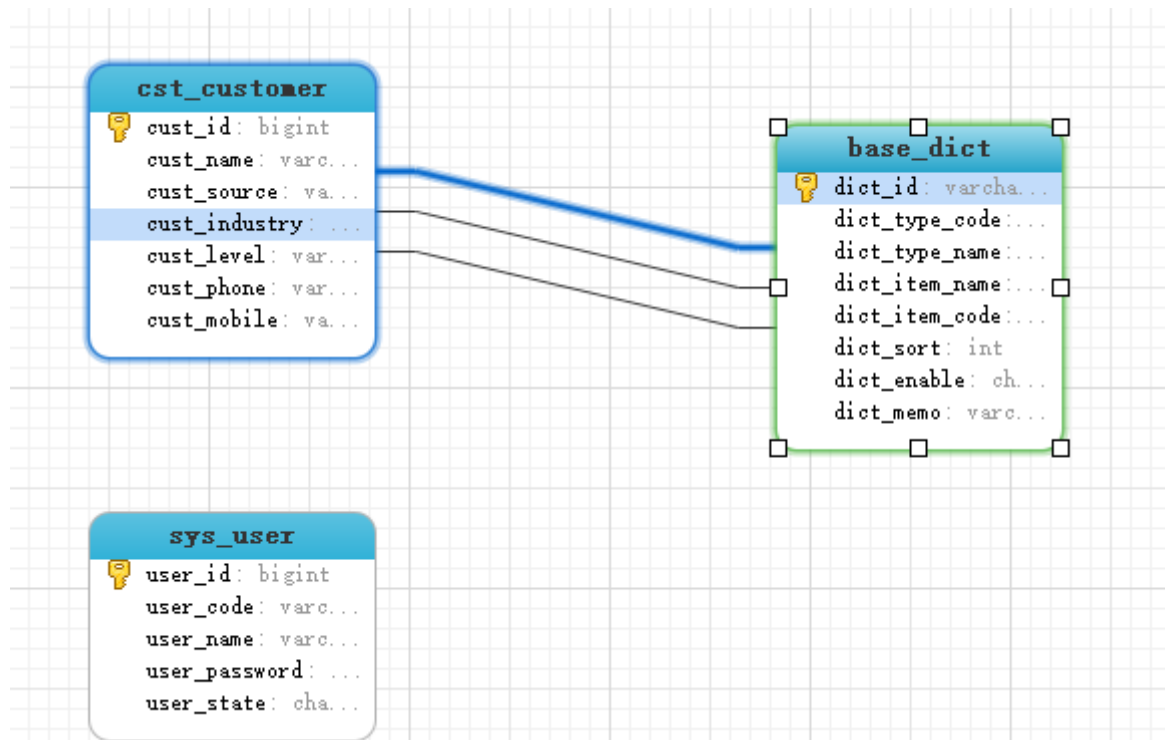 cst_customer
cust_id: bigint
cust_name: varc...
cust_source: va...
cust_industry: ...
cust_level: var...
cust_phone: var...
cust_mobile: va...
base_dict
dict_id: varcha...
dict_type_code:...
dict_type_name:...
dict_item_name:...
dict_item_code:...
dict_sort: int
dict_enable: ch...
dict_memo: varc...
sys_user
user_id: bigint
user_code: varc...
user_name: varc...
user_password: ...
user_state: cha...